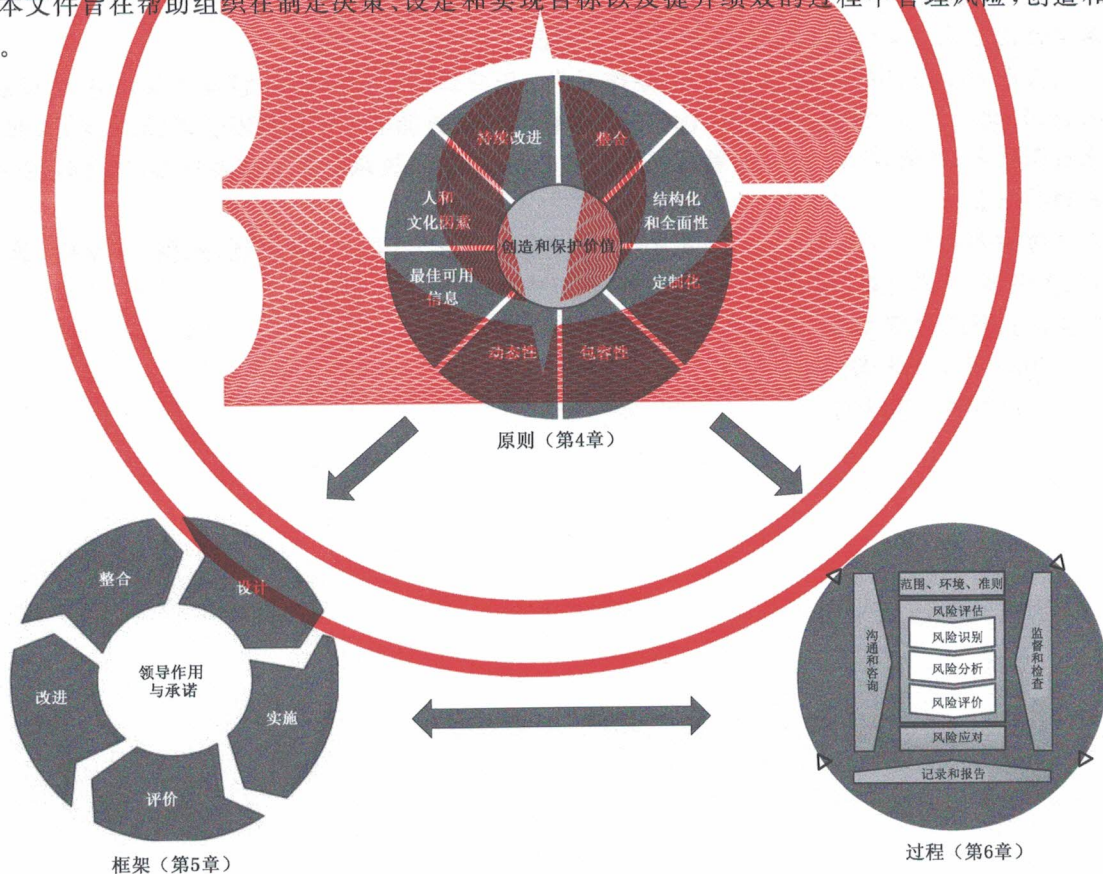 本文件旨在帮助组织在制定决策、设定和实现目标以及提升绩效的过程中管理风险,创造和
。
持续改进
整合
人和
文化因素
结构化
和全面性
创造和保护价值
最佳可用
信息
定制化
动态性
包容性
原则（第4章）
整合
设计
领导作用
与承诺
改进
实施
评价
框架（第5章）
范围、环境、准则
风险评估
沟通和咨询
风险识别
风险分析
风险评价
监督和检查
风险应对
记录和报告
过程（第6章）